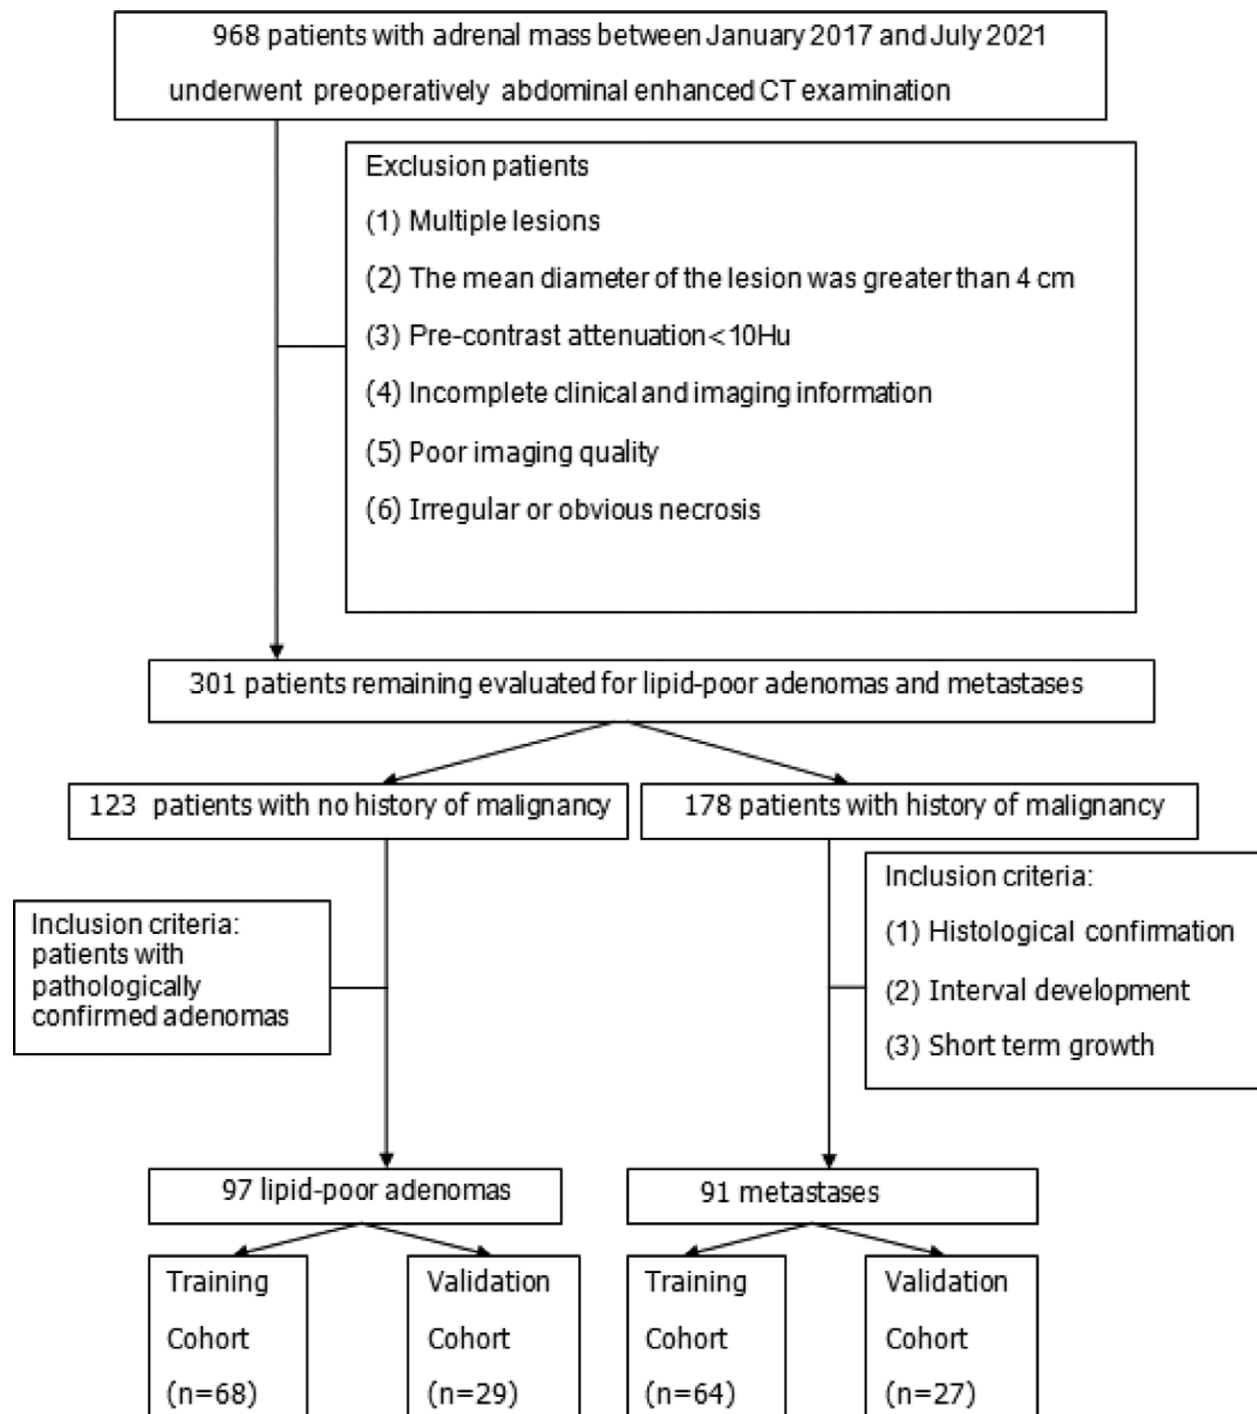 968 patients with adrenal mass between January 2017 and July 2021
underwent preoperatively abdominal enhanced CT examination
Exclusion patients
(1) Multiple lesions
(2) The mean diameter of the lesion was greater than 4 cm
(3) Pre-contrast attenuation<10Hu
(4) Incomplete clinical and imaging information
(5) Poor imaging quality
(6) Irregular or obvious necrosis
301 patients remaining evaluated for lipid-poor adenomas and metastases
123 patients with no history of malignancy
178 patients with history of malignancy
Inclusion criteria:
patients with
pathologically
confirmed adenomas
Inclusion criteria:
(1) Histological confirmation
(2) Interval development
(3) Short term growth
97 lipid-poor adenomas
91 metastases
Training
Cohort
(n=68)
Validation
Cohort
(n=29)
Training
Cohort
(n=64)
Validation
Cohort
(n=27)